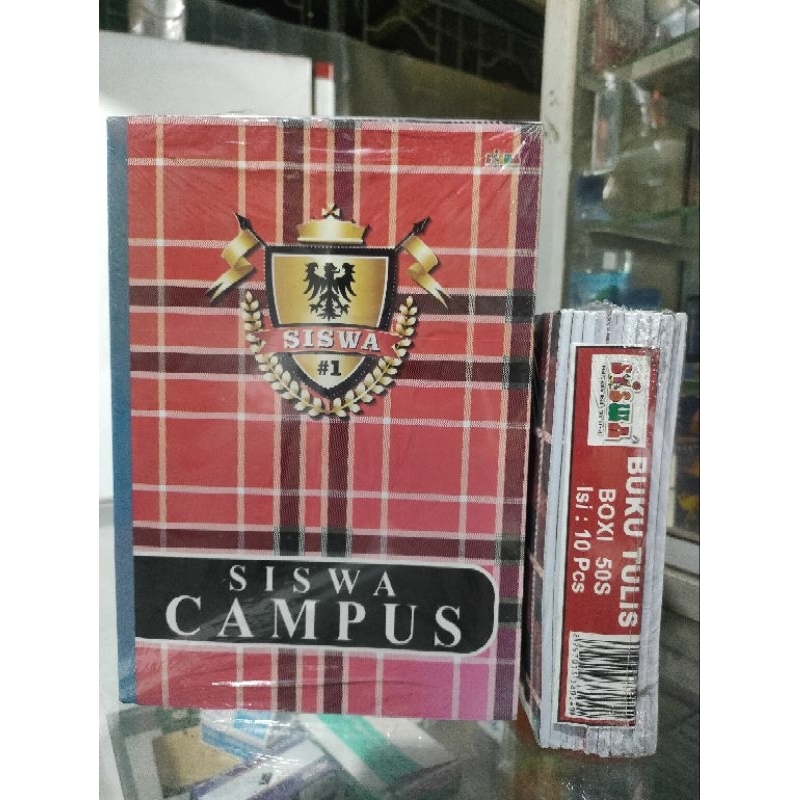 SISWA
#1
SISWA
CAMPUS
SiSWA
BUKU TULIS
BOXI 50S
Isi : 10 Pcs